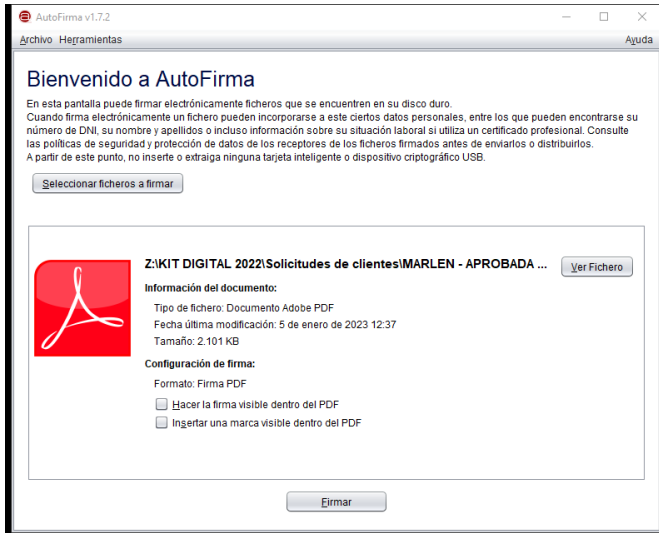 AutoFirma v1.7.2
Archivo Herramientas Ayuda
Bienvenido a AutoFirma
En esta pantalla puede firmar electrónicamente ficheros que se encuentren en su disco duro.
Cuando firma electrónicamente un fichero pueden incorporarse a este ciertos datos personales, entre los que pueden encontrarse su
número de DNI, su nombre y apellidos o incluso información sobre su situación laboral si utiliza un certificado profesional. Consulte
las políticas de seguridad y protección de datos de los receptores de los ficheros firmados antes de enviarlos o distribuirlos.
A partir de este punto, no inserte o extraiga ninguna tarjeta inteligente o dispositivo criptográfico USB.
Seleccionar ficheros a firmar
Z:\KIT DIGITAL 2022\Solicitudes de clientes\MARLEN - APROBADA ... Ver Fichero
Información del documento:
Tipo de fichero: Documento Adobe PDF
Fecha última modificación: 5 de enero de 2023 12:37
Tamaño: 2.101 KB
Configuración de firma:
Formato: Firma PDF
Hacer la firma visible dentro del PDF
Insertar una marca visible dentro del PDF
Firmar